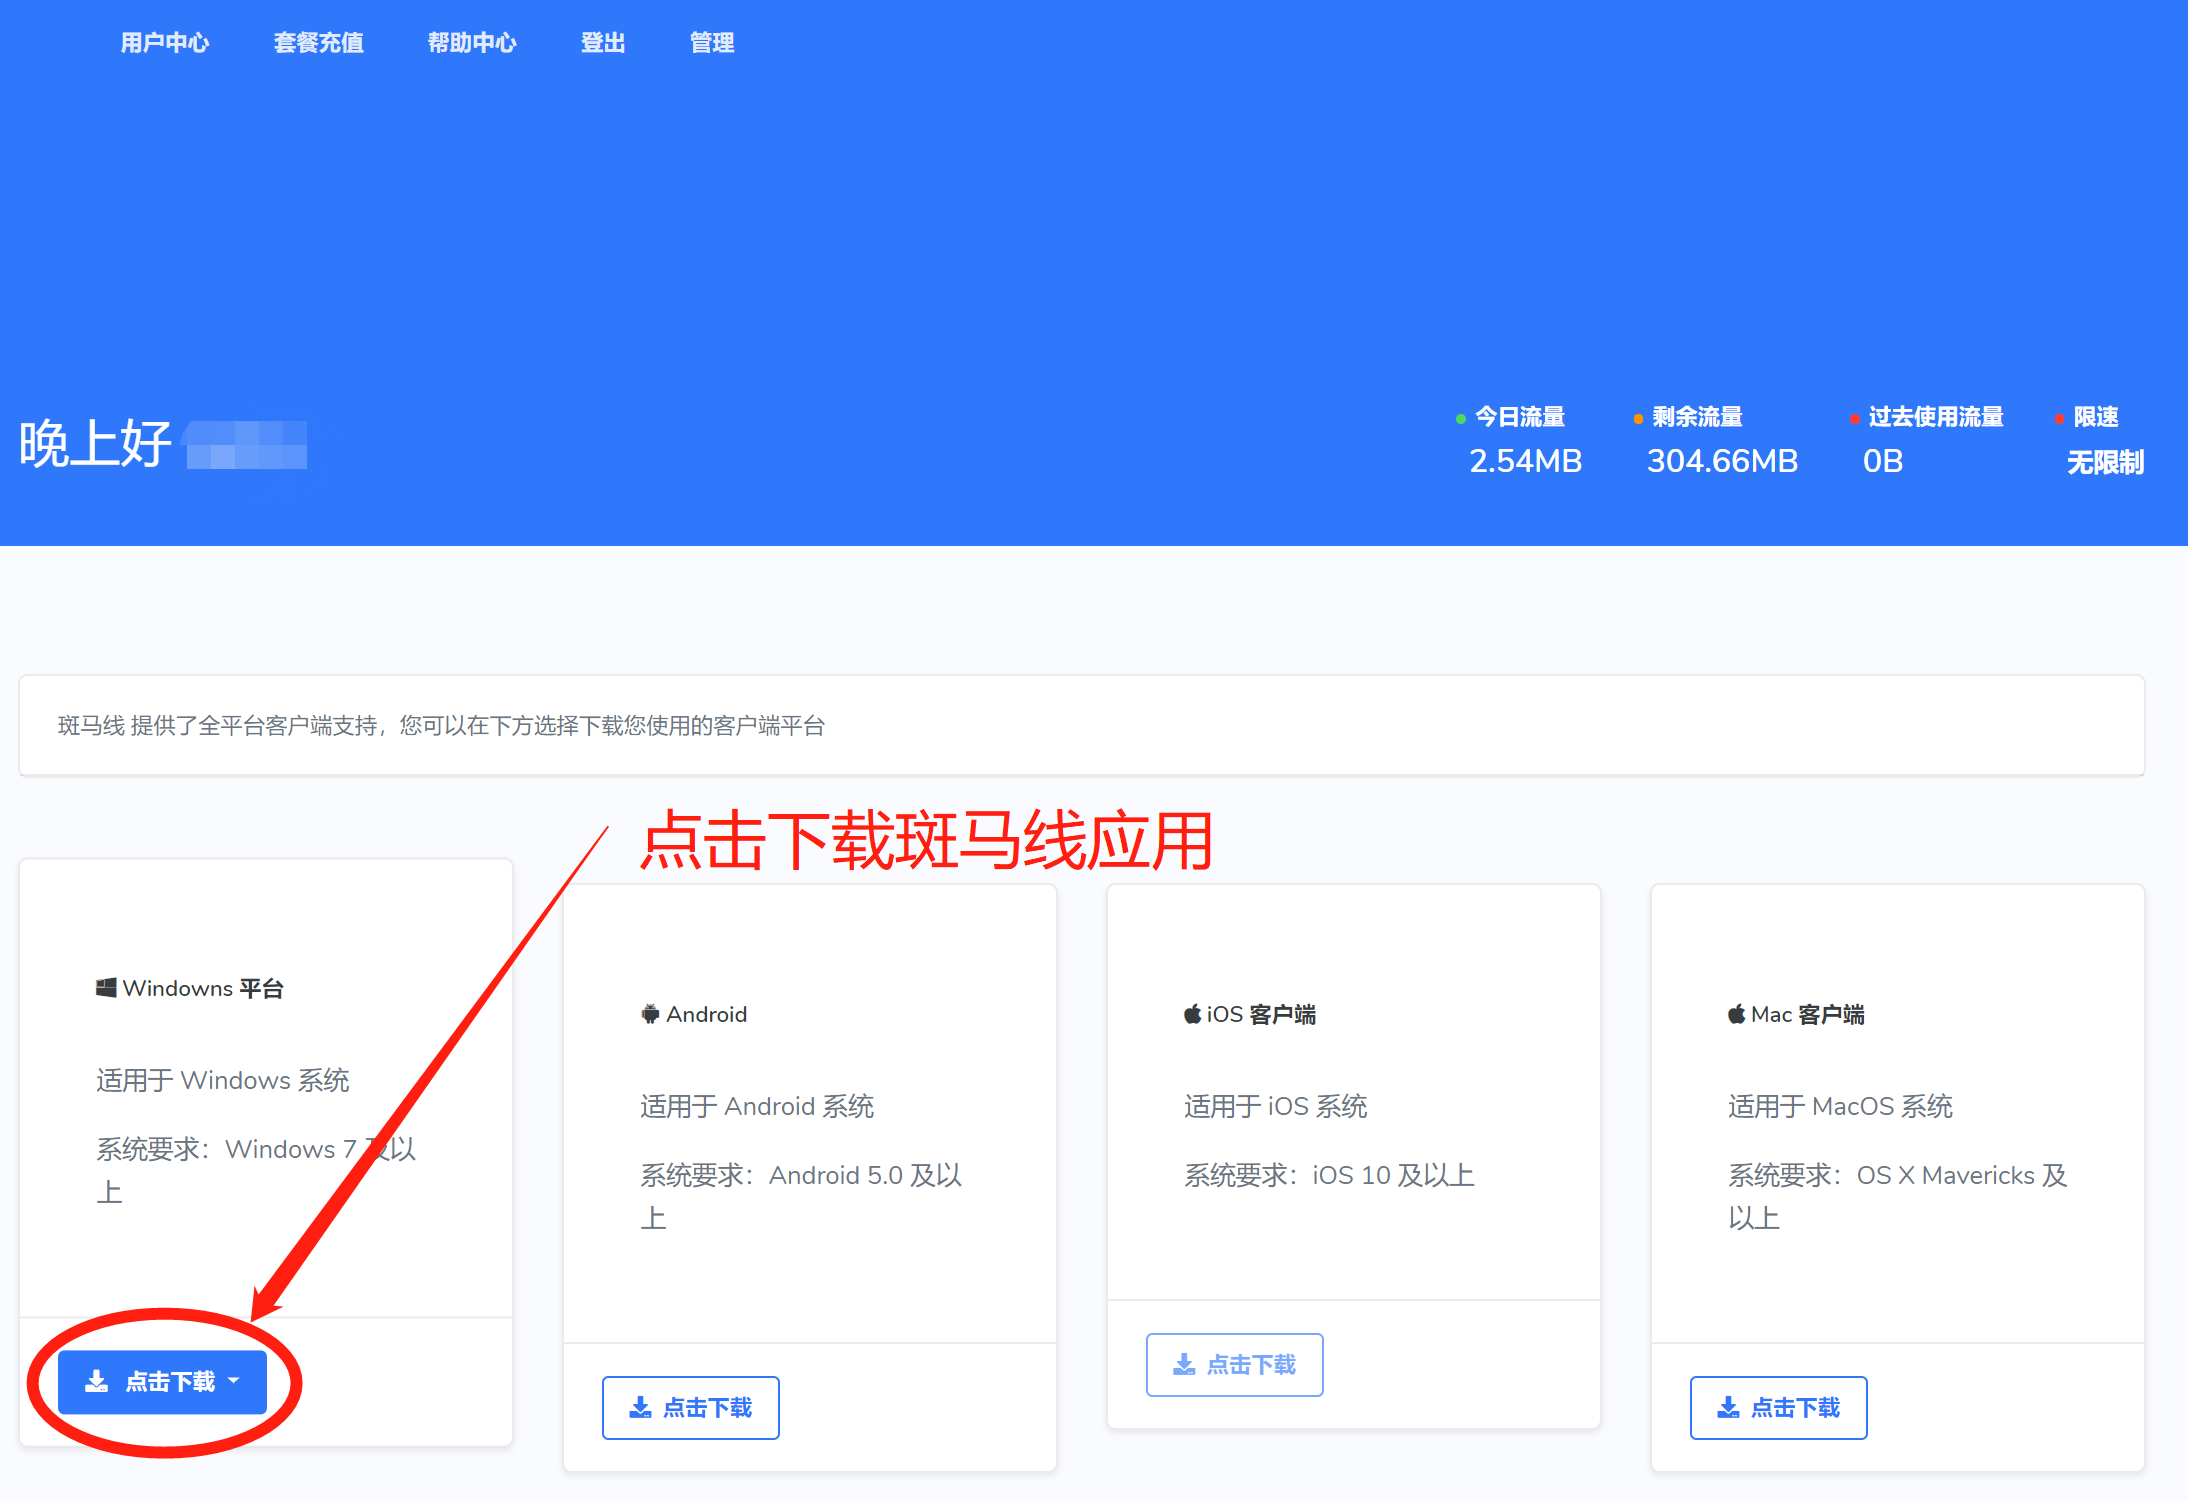 用户中心 套餐充值 帮助中心 登出 管理
晚上好
今日流量 剩余流量 过去使用流量 限速
2.54MB 304.66MB 0B 无限制
斑马线 提供了全平台客户端支持，您可以在下方选择下载您使用的客户端平台
点击下载斑马线应用
Windowns 平台
适用于 Windows 系统
系统要求：Windows 7 及以
上
点击下载
Android
适用于 Android 系统
系统要求：Android 5.0 及以
上
点击下载
iOS 客户端
适用于 iOS 系统
系统要求：iOS 10 及以上
点击下载
Mac 客户端
适用于 MacOS 系统
系统要求：OS X Mavericks 及
以上
点击下载